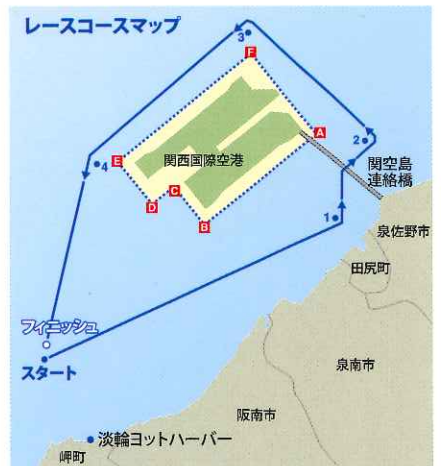 レースコースマップ
F
3
A
2
関西国際空港
関空島
連絡橋
4
E
C
D
B
1
泉佐野市
田尻町
フィニッシュ
スタート
泉南市
阪南市
淡輪ヨットハーバー
岬町